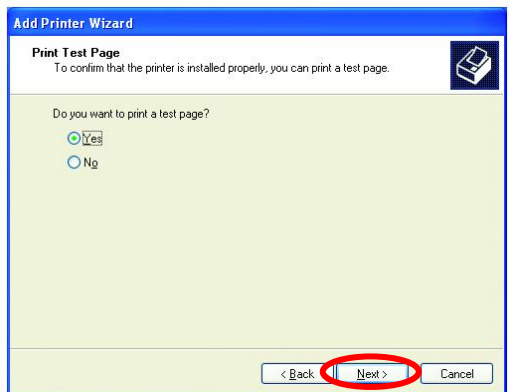 Add Printer Wizard
Print Test Page
To confirm that the printer is installed properly, you can print a test page.
Do you want to print a test page?
Yes
No
< Back Next > Cancel